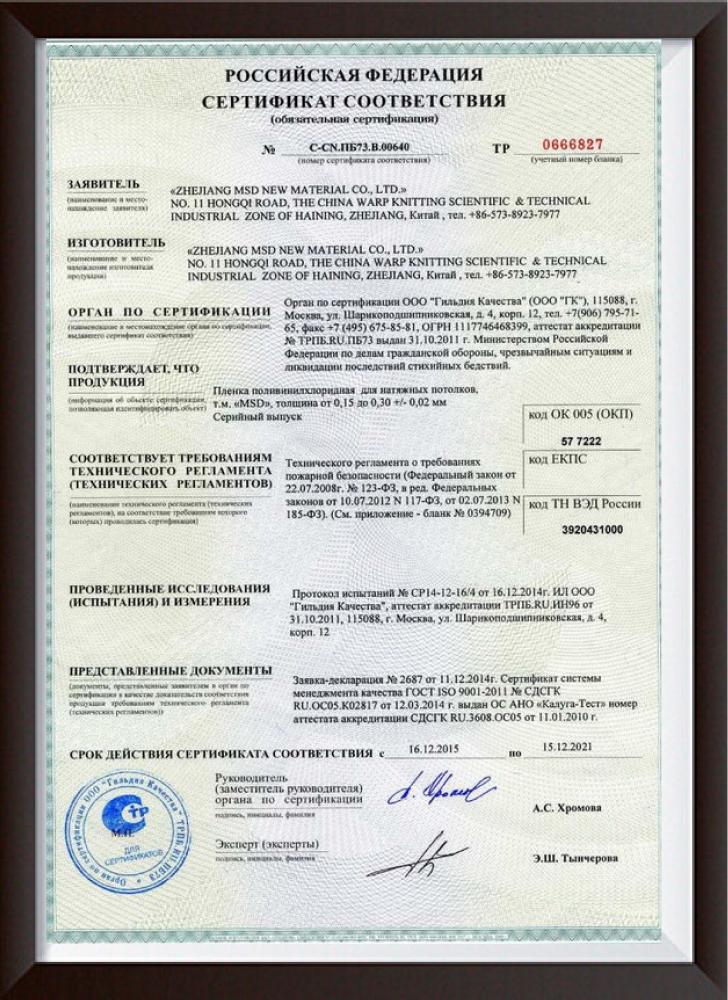 РОССИЙСКАЯ ФЕДЕРАЦИЯ
СЕРТИФИКАТ СООТВЕТСТВИЯ
(обязательная сертификация)
№ C-CN.ПБ73.В.00640 ТР 0666827
(номер сертификата соответствия) (учетный номер бланка)
ЗАЯВИТЕЛЬ
(наименование и место-
нахождение заявителя)
«ZHEJIANG MSD NEW MATERIAL CO., LTD.»
NO. 11 HONGQI ROAD, THE CHINA WARP KNITTING SCIENTIFIC & TECHNICAL
INDUSTRIAL ZONE OF HAINING, ZHEJIANG, Китай , тел. +86-573-8923-7977
ИЗГОТОВИТЕЛЬ
(наименование и место-
нахождение изготовителя
продукции)
«ZHEJIANG MSD NEW MATERIAL CO., LTD.»
NO. 11 HONGQI ROAD, THE CHINA WARP KNITTING SCIENTIFIC & TECHNICAL
INDUSTRIAL ZONE OF HAINING, ZHEJIANG, Китай , тел. +86-573-8923-7977
ОРГАН ПО СЕРТИФИКАЦИИ
(наименование и местонахождение органа по сертификации,
выдавшего сертификат соответствия)
Орган по сертификации ООО "Гильдия Качества" (ООО "ГК"), 115088, г.
Москва, ул. Шарикоподшипниковская, д. 4, корп. 12, тел. +7(906) 795-71-
65, факс +7 (495) 675-85-81, ОГРН 1117746468399, аттестат аккредитации
№ ТРПБ.RU.ПБ73 выдан 31.10.2011 г. Министерством Российской
Федерации по делам гражданской обороны, чрезвычайным ситуациям и
ликвидации последствий стихийных бедствий.
ПОДТВЕРЖДАЕТ, ЧТО
ПРОДУКЦИЯ
(информация об объекте сертификации,
позволяющая идентифицировать объект)
Пленка поливинилхлоридная для натяжных потолков,
т.м. «MSD», толщина от 0,15 до 0,30 +/- 0,02 мм
Серийный выпуск
код ОК 005 (ОКП)
57 7222
код ЕКПС
код ТН ВЭД России
3920431000
СООТВЕТСТВУЕТ ТРЕБОВАНИЯМ
ТЕХНИЧЕСКОГО РЕГЛАМЕНТА
(ТЕХНИЧЕСКИХ РЕГЛАМЕНТОВ)
(наименование технического регламента (технических
регламентов), на соответствие требованиям которого
(которых) проводилась сертификация)
Технического регламента о требованиях
пожарной безопасности (Федеральный закон от
22.07.2008г. № 123-ФЗ, в ред. Федеральных
законов от 10.07.2012 N 117-ФЗ, от 02.07.2013 N
185-ФЗ). (См. приложение - бланк № 0394709)
ПРОВЕДЕННЫЕ ИССЛЕДОВАНИЯ
(ИСПЫТАНИЯ) И ИЗМЕРЕНИЯ
Протокол испытаний № СР14-12-16/4 от 16.12.2014г. ИЛ ООО
"Гильдия Качества", аттестат аккредитации ТРПБ.RU.ИН96 от
31.10.2011, 115088, г. Москва, ул. Шарикоподшипниковская, д. 4,
корп. 12
ПРЕДСТАВЛЕННЫЕ ДОКУМЕНТЫ
(документы, представленные заявителем в орган по
сертификации в качестве доказательств соответствия
продукции требованиям технического регламента
(технических регламентов))
Заявка-декларация № 2687 от 11.12.2014г. Сертификат системы
менеджмента качества ГОСТ ISO 9001-2011 № СДСГК
RU.OC05.K02817 от 12.03.2014 г. выдан ОС АНО «Калуга-Тест» номер
аттестата аккредитации СДСГК RU.3608.OC05 от 11.01.2010 г.
СРОК ДЕЙСТВИЯ СЕРТИФИКАТА СООТВЕТСТВИЯ с 16.12.2015 по 15.12.2021
Руководитель
(заместитель руководителя)
органа по сертификации
подпись, инициалы, фамилия
А.С. Хромова
Эксперт (эксперты)
подпись, инициалы, фамилия
Э.Ш. Тынчерова
Орган по сертификации ООО "Гильдия Качества" ТРПБ.RU.ПБ73
СТР
М.П.
ДЛЯ
СЕРТИФИКАТОВ